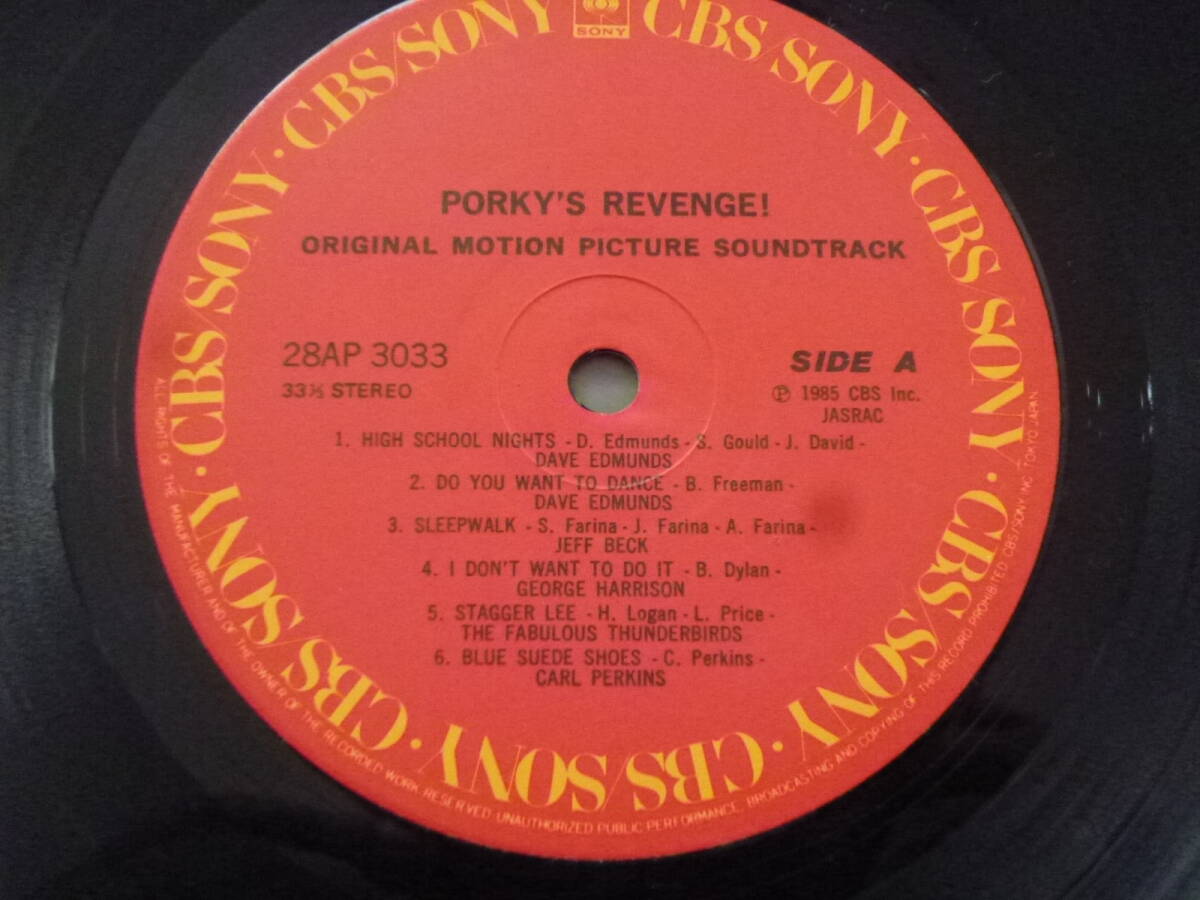 SONY
CBS/SONY · CBS/SONY · CBS/SONY · CBS/SONY · CBS/SONY · CBS/SONY · CBS/SONY · CBS/SONY · CBS/SONY · CBS/SONY
PORKY'S REVENGE!
ORIGINAL MOTION PICTURE SOUNDTRACK
28AP 3033
33⅓ STEREO
SIDE A
Ⓟ 1985 CBS Inc.
JASRAC
1. HIGH SCHOOL NIGHTS - D. Edmunds - S. Gould - J. David -
DAVE EDMUNDS
2. DO YOU WANT TO DANCE - B. Freeman -
DAVE EDMUNDS
3. SLEEPWALK - S. Farina - J. Farina - A. Farina -
JEFF BECK
4. I DON'T WANT TO DO IT - B. Dylan -
GEORGE HARRISON
5. STAGGER LEE - H. Logan - L. Price -
THE FABULOUS THUNDERBIRDS
6. BLUE SUEDE SHOES - C. Perkins -
CARL PERKINS
ALL RIGHTS OF THE MANUFACTURER AND OF THE OWNER OF THE RECORDED WORK RESERVED. UNAUTHORIZED PUBLIC PERFORMANCE, BROADCASTING AND COPYING OF THIS RECORD PROHIBITED CBS/SONY INC. TOKYO JAPAN